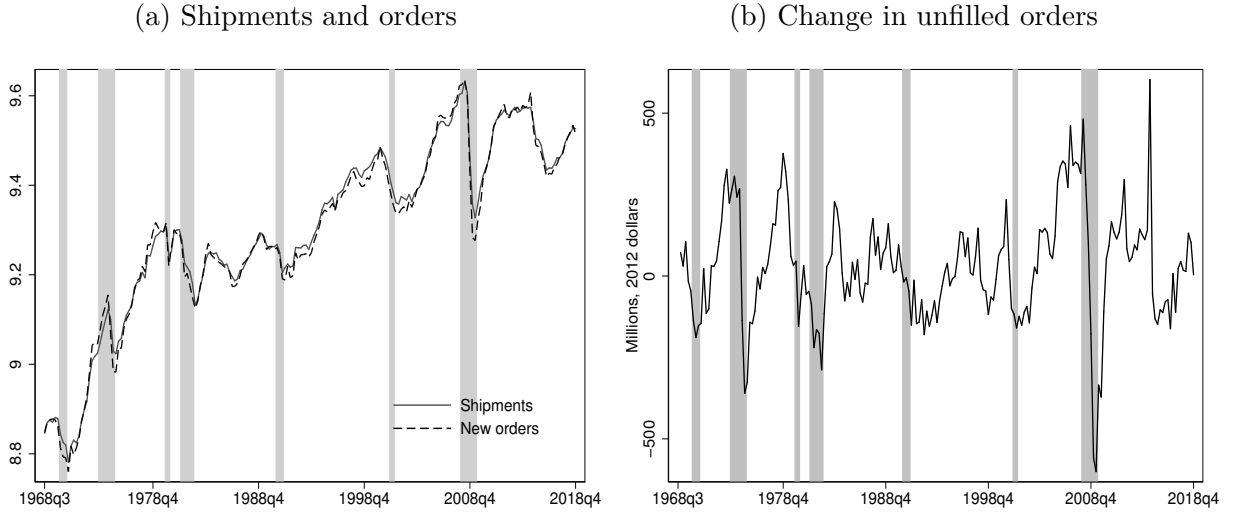 (a) Shipments and orders
9.6
9.4
9.2
9
8.8
Shipments
New orders
1968q3 1978q4 1988q4 1998q4 2008q4 2018q4
(b) Change in unfilled orders
Millions, 2012 dollars
500
0
−500
1968q3 1978q4 1988q4 1998q4 2008q4 2018q4